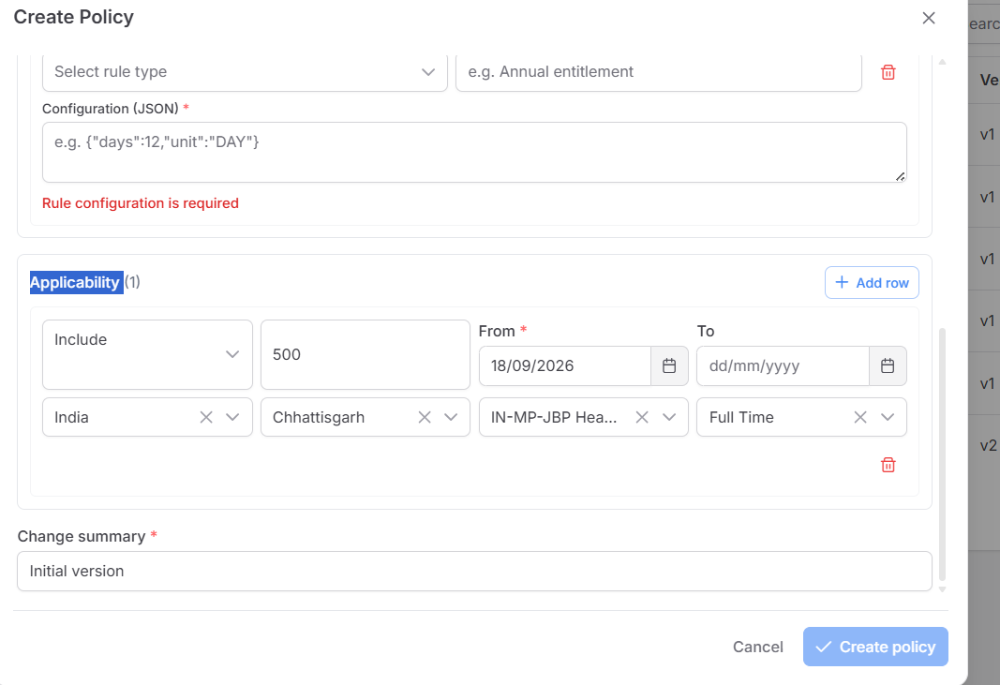 Create Policy
earc
Select rule type
e.g. Annual entitlement
Ve
Configuration (JSON) *
e.g. {"days":12,"unit":"DAY"}
v1
v1
Rule configuration is required
v1
Applicability (1)
Add row
Include
500
From *
To
v1
18/09/2026
dd/mm/yyyy
v1
India
Chhattisgarh
IN-MP-JBP Hea...
Full Time
v2
Change summary *
Initial version
Cancel
Create policy